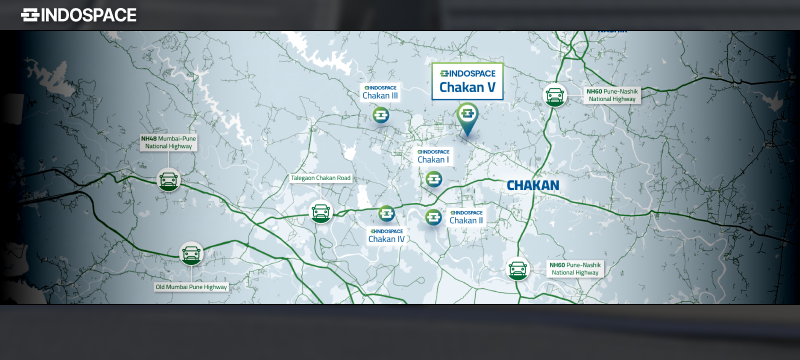 INDOSPACE
INDOSPACE
Chakan V
INDOSPACE
Chakan III
NH60 Pune-Nashik
National Highway
NH48 Mumbai-Pune
National Highway
INDOSPACE
Chakan I
Talegaon Chakan Road
CHAKAN
INDOSPACE
Chakan II
INDOSPACE
Chakan IV
NH60 Pune-Nashik
National Highway
Old Mumbai Pune Highway